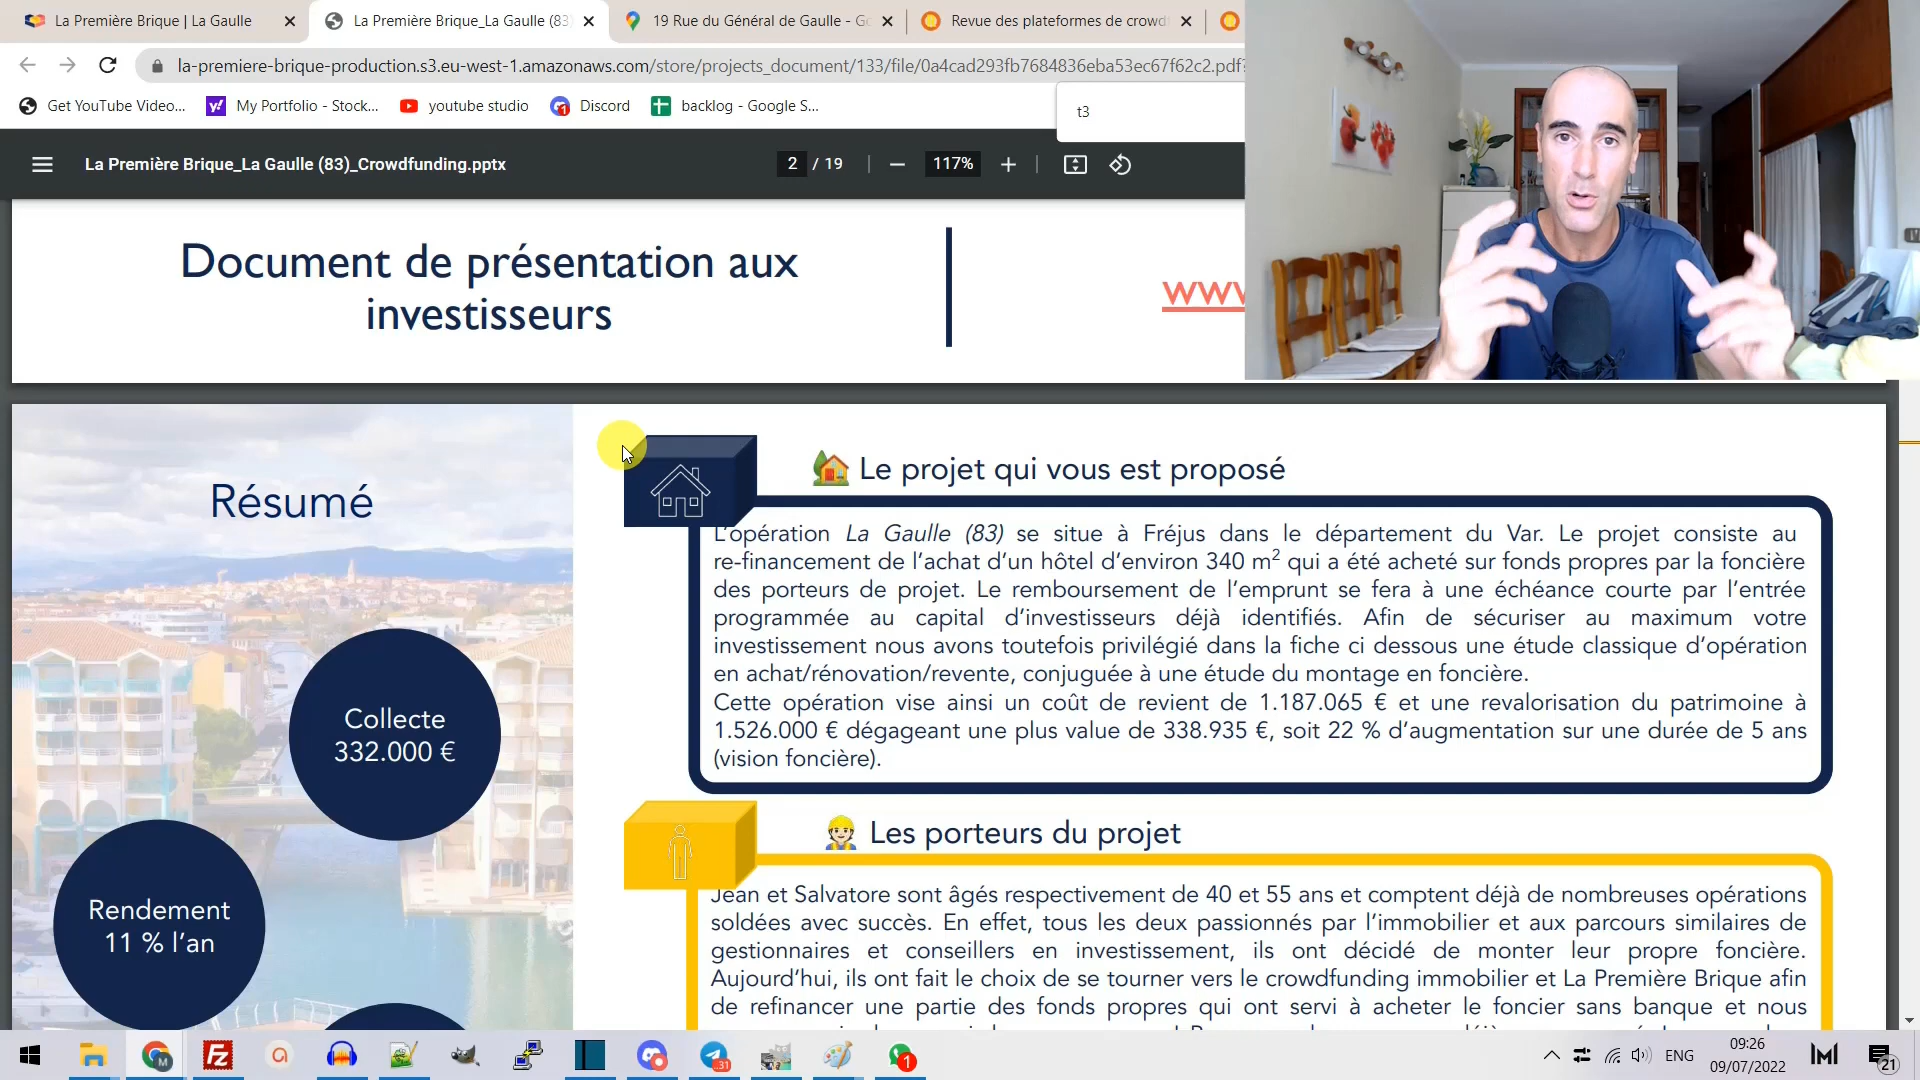 La Première Brique | La Gaulle
La Première Brique_La Gaulle (83
19 Rue du Général de Gaulle - Go
Revue des plateformes de crowd
la-premiere-brique-production.s3.eu-west-1.amazonaws.com/store/projects_document/133/file/0a4cad293fb7684836eba53ec67f62c2.pdf?
Get YouTube Video...
My Portfolio - Stock...
youtube studio
Discord
backlog - Google S...
t3
La Première Brique_La Gaulle (83)_Crowdfunding.pptx
2 / 19
117%
Document de présentation aux
investisseurs
www
Résumé
Collecte
332.000 €
Rendement
11 % l'an
Le projet qui vous est proposé
L'opération La Gaulle (83) se situe à Fréjus dans le département du Var. Le projet consiste au
re-financement de l'achat d'un hôtel d'environ 340 m² qui a été acheté sur fonds propres par la foncière
des porteurs de projet. Le remboursement de l'emprunt se fera à une échéance courte par l'entrée
programmée au capital d'investisseurs déjà identifiés. Afin de sécuriser au maximum votre
investissement nous avons toutefois privilégié dans la fiche ci dessous une étude classique d'opération
en achat/rénovation/revente, conjuguée à une étude du montage en foncière.
Cette opération vise ainsi un coût de revient de 1.187.065 € et une revalorisation du patrimoine à
1.526.000 € dégageant une plus value de 338.935 €, soit 22 % d'augmentation sur une durée de 5 ans
(vision foncière).
Les porteurs du projet
Jean et Salvatore sont âgés respectivement de 40 et 55 ans et comptent déjà de nombreuses opérations
soldées avec succès. En effet, tous les deux passionnés par l'immobilier et aux parcours similaires de
gestionnaires et conseillers en investissement, ils ont décidé de monter leur propre foncière.
Aujourd'hui, ils ont fait le choix de se tourner vers le crowdfunding immobilier et La Première Brique afin
de refinancer une partie des fonds propres qui ont servi à acheter le foncier sans banque et nous
ENG
09:26
09/07/2022
21